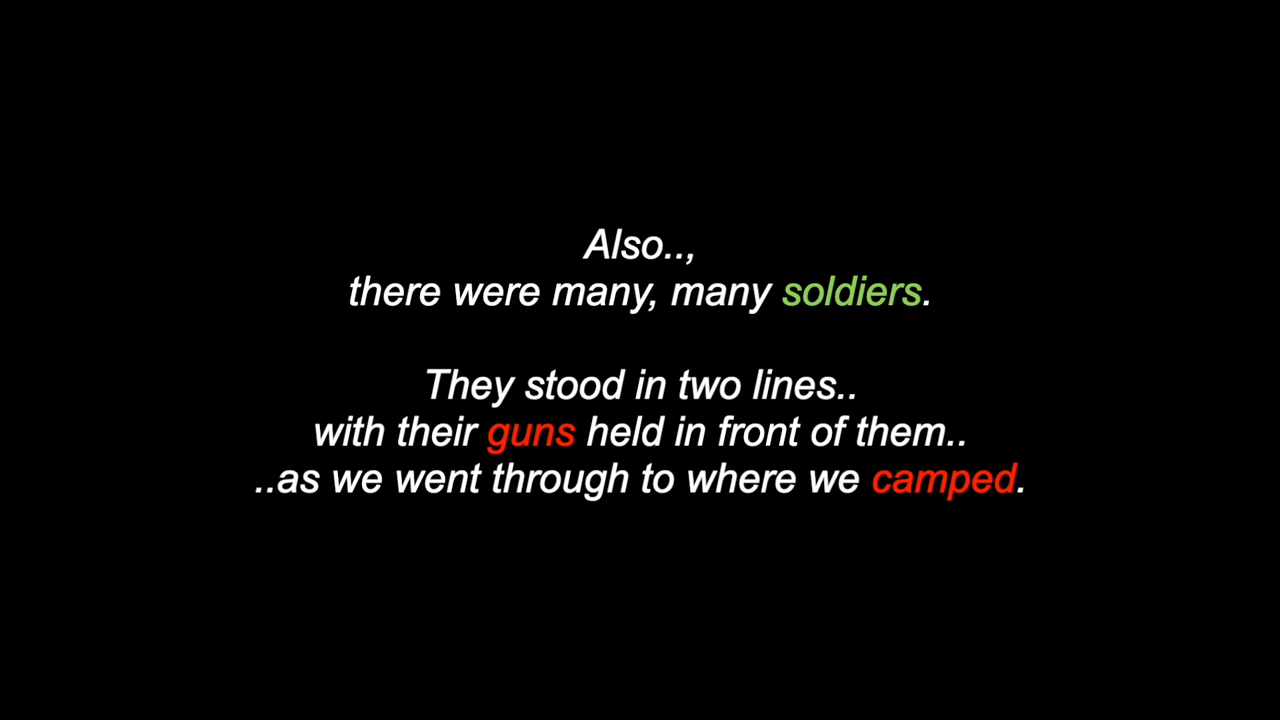 Also..,
there were many, many soldiers.
They stood in two lines..
with their guns held in front of them..
..as we went through to where we camped.